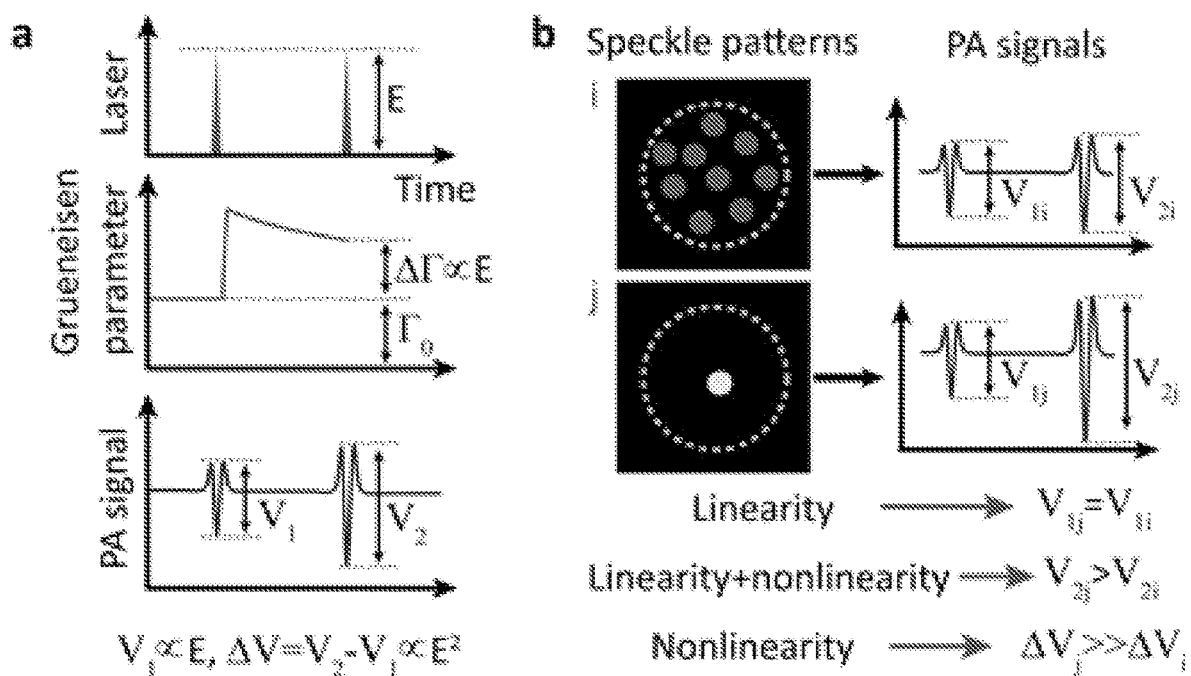 a
Laser
E
Time
Grueneisen
parameter
ΔΓ∝E
Γ₀
PA signal
V₁
V₂
V₁∝E, ΔV=V₂-V₁∝E²
b
Speckle patterns
PA signals
i
V₁ᵢ
V₂ᵢ
j
V₁ⱼ
V₂ⱼ
Linearity
V₁ⱼ=V₁ᵢ
Linearity+nonlinearity
V₂ⱼ>V₂ᵢ
Nonlinearity
ΔVⱼ>>ΔVᵢ